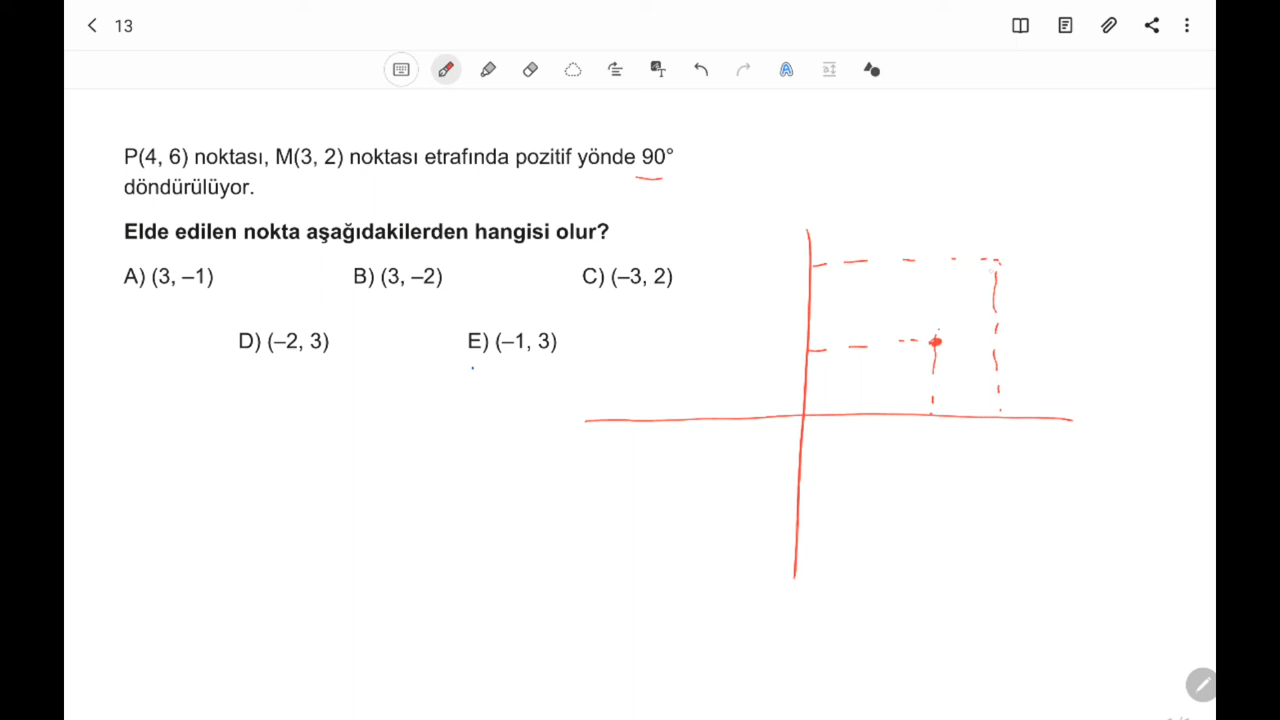 13
P(4, 6) noktası, M(3, 2) noktası etrafında pozitif yönde 90°
döndürülüyor.
Elde edilen nokta aşağıdakilerden hangisi olur?
A) (3, –1) B) (3, –2) C) (–3, 2)
D) (–2, 3) E) (–1, 3)